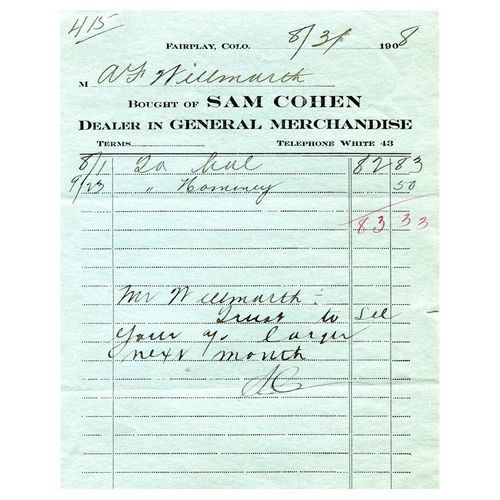 415
FAIRPLAY, COLO. 8/31 1908
M A F Willmarth
BOUGHT OF SAM COHEN
DEALER IN GENERAL MERCHANDISE
TERMS TELEPHONE WHITE 43
8/1 To bal 82 83
9/23 " Hominey 50
83 33
Mr Willmarth:
Trust to see
your % larger
next month
SC